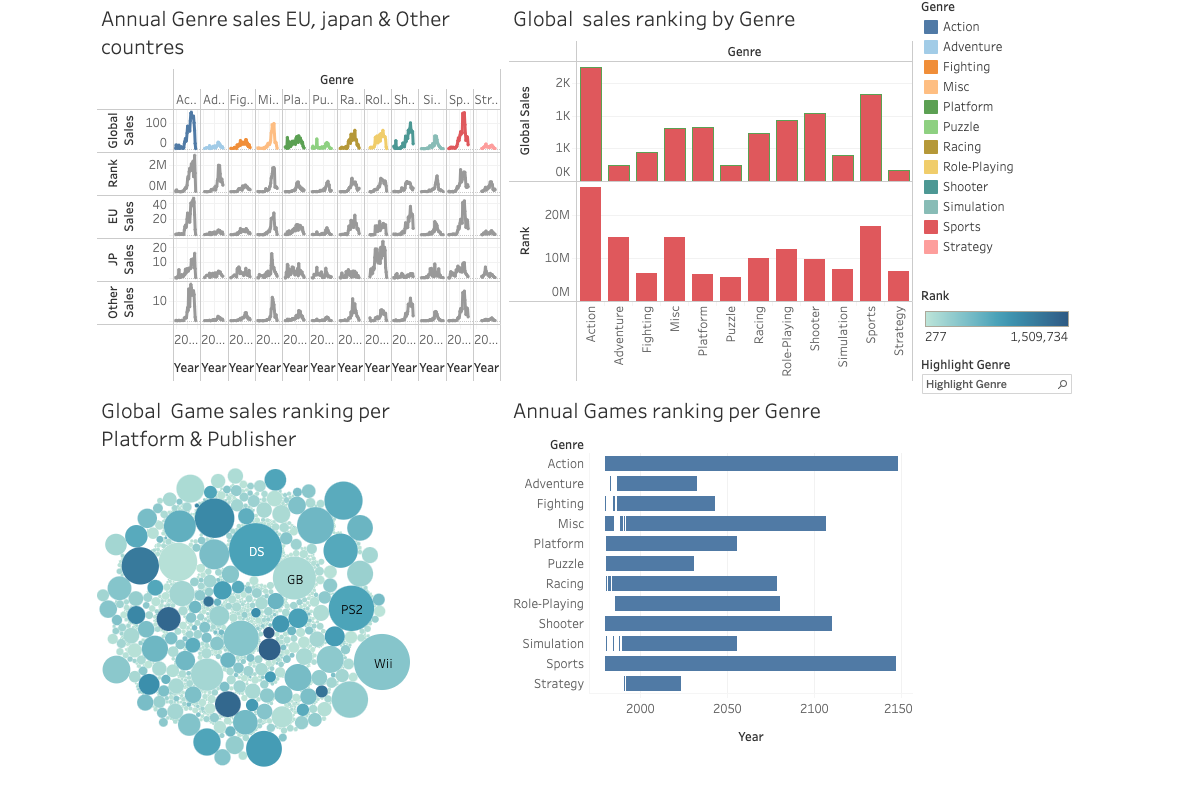 Annual Genre sales EU, japan & Other
countres
Genre
Ac.. Ad.. Fig.. Mi.. Pla.. Pu.. Ra.. Rol.. Sh.. Si.. Sp.. Str..
Global
Sales
100
0
Rank
2M
0M
EU
Sales
40
20
JP
Sales
20
10
Other
Sales
10
20... 20... 20... 20... 20... 20... 20... 20... 20... 20... 20... 20...
Year Year Year Year Year Year Year Year Year Year Year Year
Global  sales ranking by Genre
Genre
Global Sales
2K
1K
1K
0K
Rank
20M
10M
0M
Action
Adventure
Fighting
Misc
Platform
Puzzle
Racing
Role-Playing
Shooter
Simulation
Sports
Strategy
Genre
Action
Adventure
Fighting
Misc
Platform
Puzzle
Racing
Role-Playing
Shooter
Simulation
Sports
Strategy
Rank
277 1,509,734
Highlight Genre
Highlight Genre
Global  Game sales ranking per
Platform & Publisher
DS
GB
PS2
Wii
Annual Games ranking per Genre
Genre
Action
Adventure
Fighting
Misc
Platform
Puzzle
Racing
Role-Playing
Shooter
Simulation
Sports
Strategy
2000 2050 2100 2150
Year